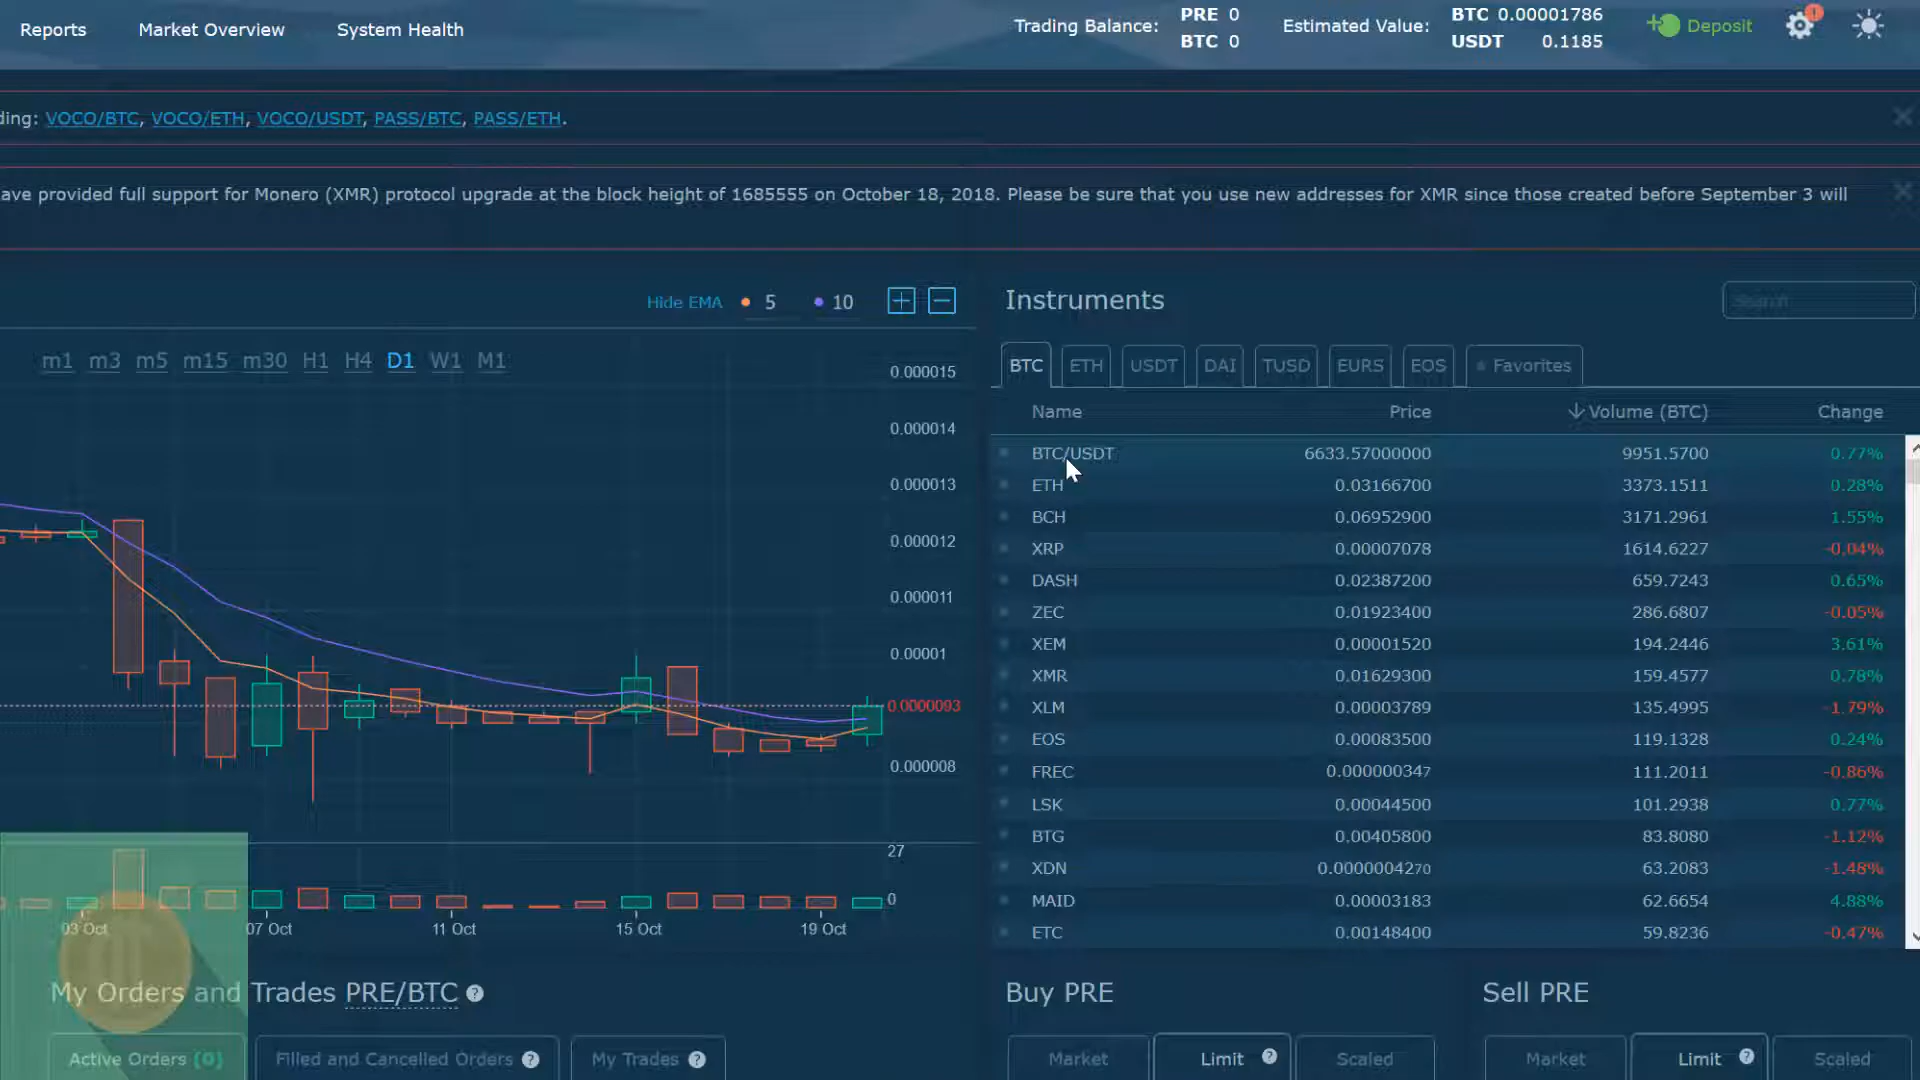 Reports Market Overview System Health
Trading Balance: PRE 0 BTC 0
Estimated Value: BTC 0.00001786 USDT 0.1185
Deposit
ding: VOCO/BTC, VOCO/ETH, VOCO/USDT, PASS/BTC, PASS/ETH.
ave provided full support for Monero (XMR) protocol upgrade at the block height of 1685555 on October 18, 2018. Please be sure that you use new addresses for XMR since those created before September 3 will
Hide EMA 5 10
m1 m3 m5 m15 m30 H1 H4 D1 W1 M1
0.000015
0.000014
0.000013
0.000012
0.000011
0.00001
0.0000093
0.000008
27
0
03 Oct 07 Oct 11 Oct 15 Oct 19 Oct
Instruments
Search
BTC ETH USDT DAI TUSD EURS EOS Favorites
Name Price Volume (BTC) Change
BTC/USDT 6633.57000000 9951.5700 0.77%
ETH 0.03166700 3373.1511 0.28%
BCH 0.06952900 3171.2961 1.55%
XRP 0.00007078 1614.6227 -0.04%
DASH 0.02387200 659.7243 0.65%
ZEC 0.01923400 286.6807 -0.05%
XEM 0.00001520 194.2446 3.61%
XMR 0.01629300 159.4577 0.78%
XLM 0.00003789 135.4995 -1.79%
EOS 0.00083500 119.1328 0.24%
FREC 0.000000347 111.2011 -0.86%
LSK 0.00044500 101.2938 0.77%
BTG 0.00405800 83.8080 -1.12%
XDN 0.0000004270 63.2083 -1.48%
MAID 0.00003183 62.6654 4.88%
ETC 0.00148400 59.8236 -0.47%
My Orders and Trades PRE/BTC ?
Active Orders (0) Filled and Cancelled Orders ? My Trades ?
Buy PRE
Market Limit ? Scaled
Sell PRE
Market Limit ? Scaled